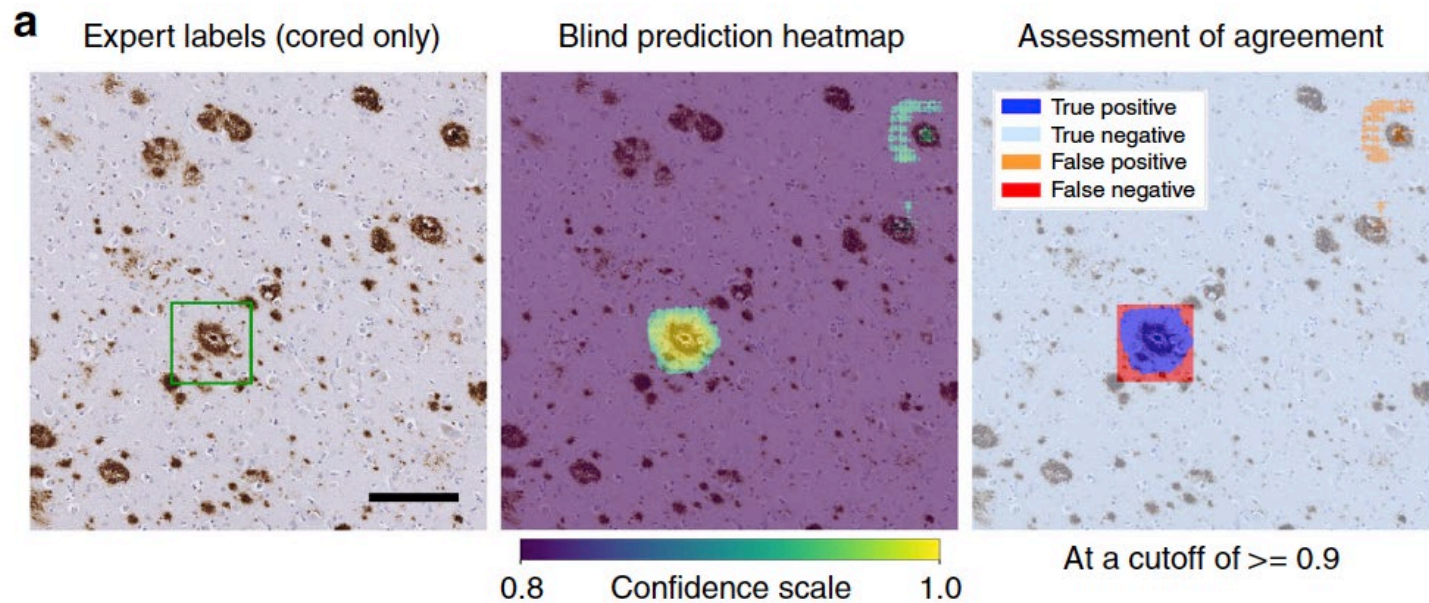 a
Expert labels (cored only)
Blind prediction heatmap
Assessment of agreement
True positive
True negative
False positive
False negative
0.8
Confidence scale
1.0
At a cutoff of >= 0.9